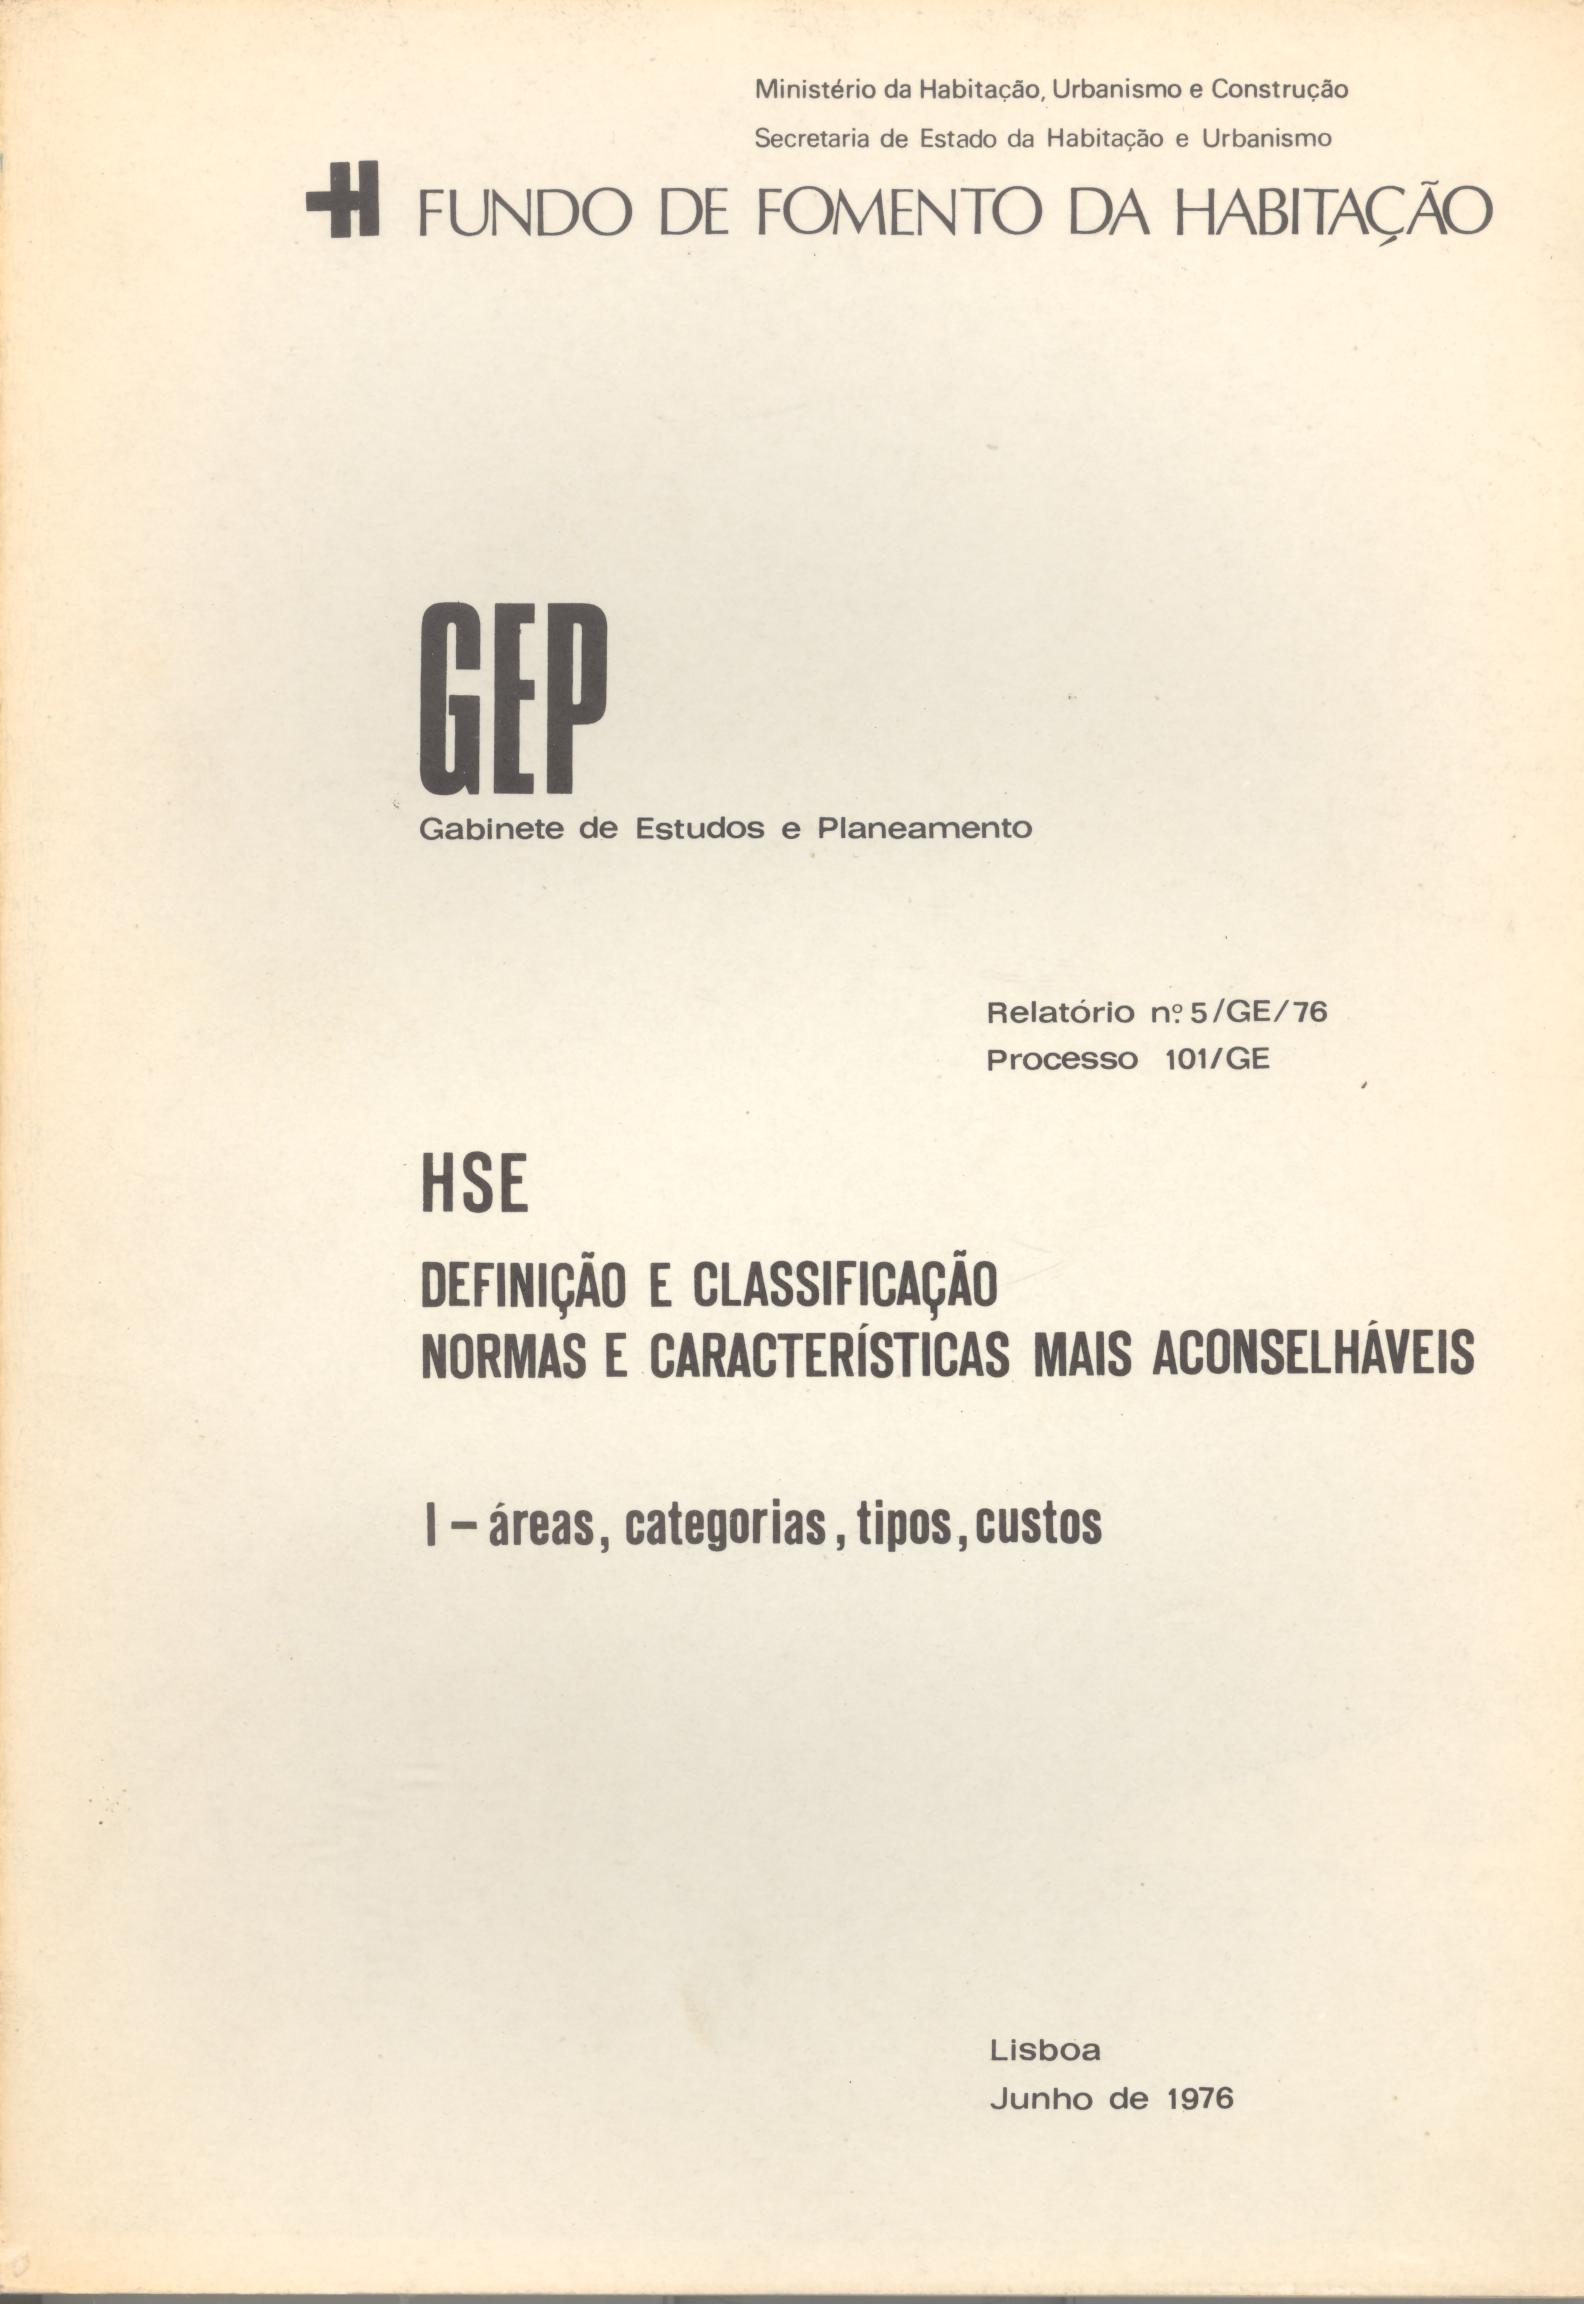 Ministério da Habitação, Urbanismo e Construção
Secretaria de Estado da Habitação e Urbanismo
H FUNDO DE FOMENTO DA HABITAÇÃO
GEP
Gabinete de Estudos e Planeamento
Relatório nº 5/GE/76
Processo 101/GE
HSE
DEFINIÇÃO E CLASSIFICAÇÃO
NORMAS E CARACTERÍSTICAS MAIS ACONSELHÁVEIS
I – áreas, categorias, tipos, custos
Lisboa
Junho de 1976